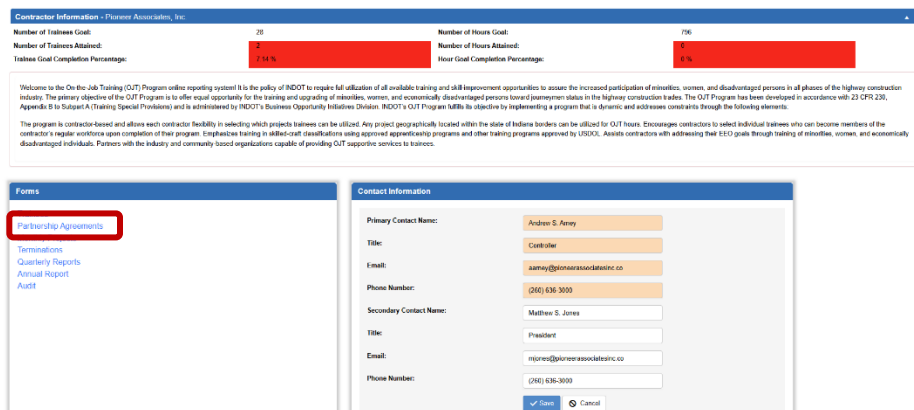 Contractor Information - Pioneer Associates, Inc
Number of Trainees Goal: 28 Number of Hours Goal: 796
Number of Trainees Attained: 2 Number of Hours Attained: 0
Trainee Goal Completion Percentage: 7.14 % Hour Goal Completion Percentage: 0 %
Welcome to the On-the-Job Training (OJT) Program online reporting system! It is the policy of INDOT to require full utilization of all available training and skill improvement opportunities to assure the increased participation of minorities, women, and disadvantaged persons in all phases of the highway construction
industry. The primary objective of the OJT Program is to offer equal opportunity for the training and upgrading of minorities, women, and economically disadvantaged persons toward journeymen status in the highway construction trades. The OJT Program has been developed in accordance with 23 CFR 230,
Appendix B to Subpart A (Training Special Provisions) and is administered by INDOT's Business Opportunity Initiatives Division. INDOT's OJT Program fulfills its objective by implementing a program that is dynamic and addresses constraints through the following elements.
The program is contractor-based and allows each contractor flexibility in selecting which projects trainees can be utilized. Any project geographically located within the state of Indiana borders can be utilized for OJT hours. Encourages contractors to select individual trainees who can become members of the
contractor's regular workforce upon completion of their program. Emphasizes training in skilled-craft classifications using approved apprenticeship programs and other training programs approved by USDOL. Assists contractors with addressing their EEO goals through training of minorities, women, and economically
disadvantaged individuals. Partners with the industry and community-based organizations capable of providing OJT supportive services to trainees.
Forms
Partnership Agreements
Terminations
Quarterly Reports
Annual Report
Audit
Contact Information
Primary Contact Name: Andrew S. Arney
Title: Controller
Email: aarney@pioneerassociatesinc.co
Phone Number: (260) 636-3000
Secondary Contact Name: Matthew S. Jones
Title: President
Email: mjones@pioneerassociatesinc.co
Phone Number: (260) 636-3000
Save Cancel